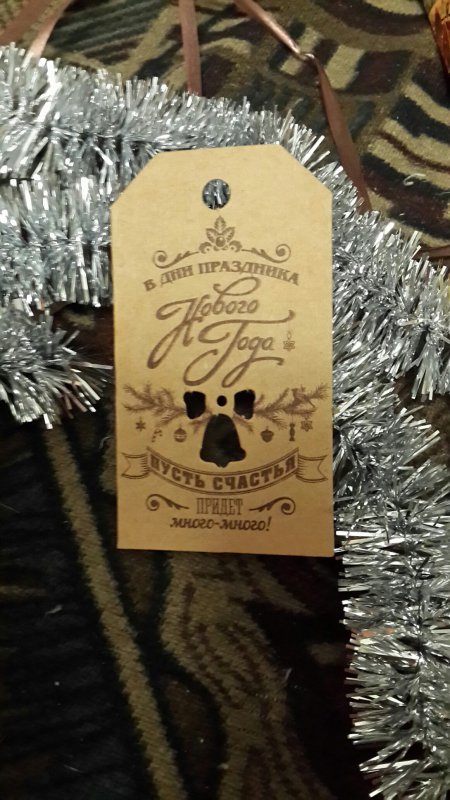 В ДНИ ПРАЗДНИКА
Нового
Года
ПУСТЬ СЧАСТЬЯ
ПРИДЕТ
много-много!